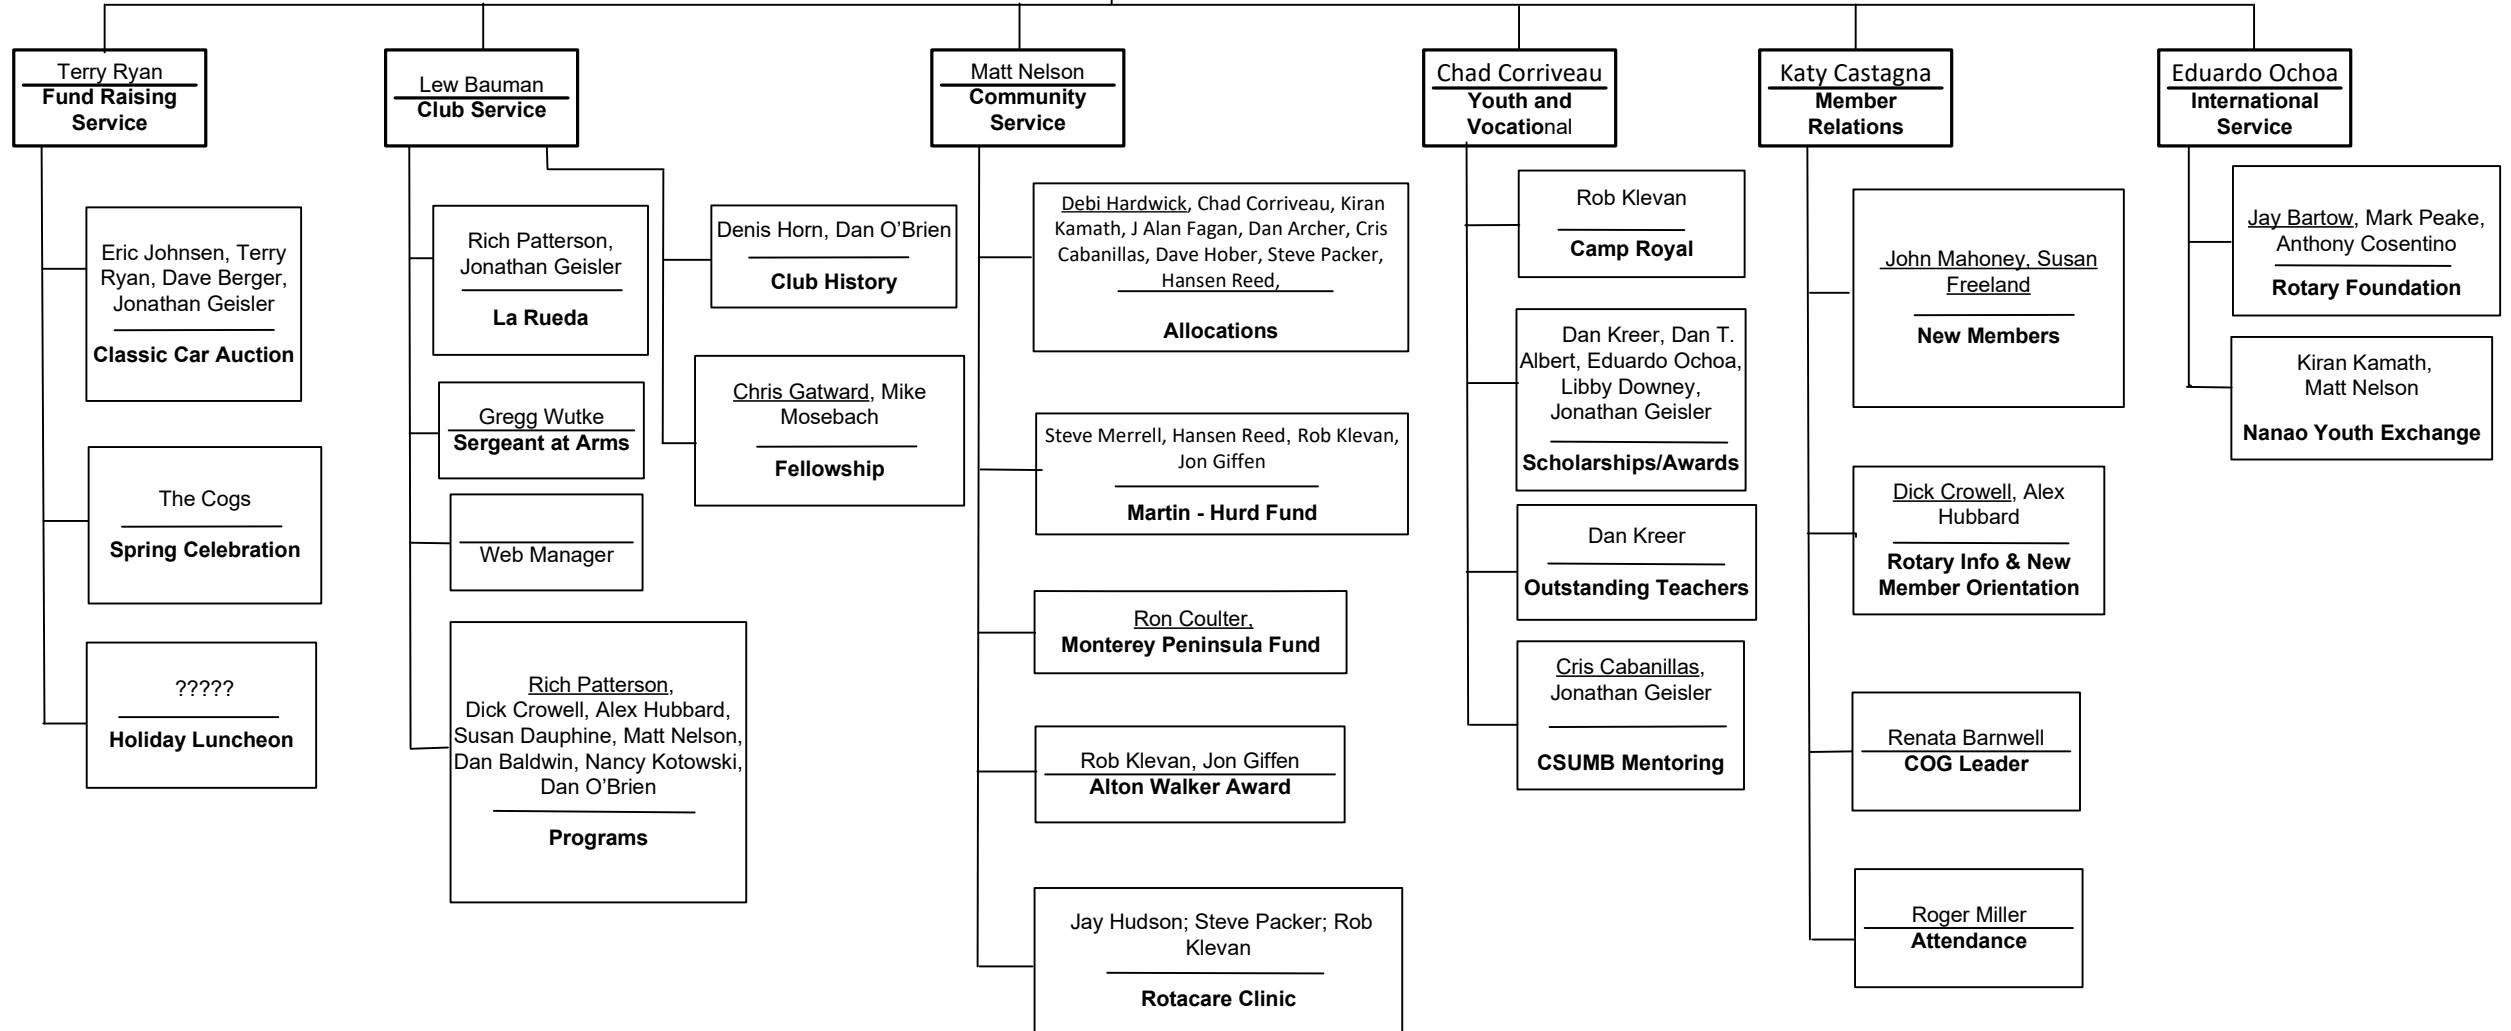 Terry Ryan
Fund Raising
Service
Eric Johnsen, Terry
Ryan, Dave Berger,
Jonathan Geisler
Classic Car Auction
The Cogs
Spring Celebration
?????
Holiday Luncheon
Lew Bauman
Club Service
Rich Patterson,
Jonathan Geisler
La Rueda
Gregg Wutke
Sergeant at Arms
Web Manager
Rich Patterson,
Dick Crowell, Alex Hubbard,
Susan Dauphine, Matt Nelson,
Dan Baldwin, Nancy Kotowski,
Dan O’Brien
Programs
Denis Horn, Dan O’Brien
Club History
Chris Gatward, Mike
Mosebach
Fellowship
Matt Nelson
Community
Service
Debi Hardwick, Chad Corriveau, Kiran
Kamath, J Alan Fagan, Dan Archer, Cris
Cabanillas, Dave Hober, Steve Packer,
Hansen Reed,
Allocations
Steve Merrell, Hansen Reed, Rob Klevan,
Jon Giffen
Martin - Hurd Fund
Ron Coulter,
Monterey Peninsula Fund
Rob Klevan, Jon Giffen
Alton Walker Award
Jay Hudson; Steve Packer; Rob
Klevan
Rotacare Clinic
Chad Corriveau
Youth and
Vocational
Rob Klevan
Camp Royal
Dan Kreer, Dan T.
Albert, Eduardo Ochoa,
Libby Downey,
Jonathan Geisler
Scholarships/Awards
Dan Kreer
Outstanding Teachers
Cris Cabanillas,
Jonathan Geisler
CSUMB Mentoring
Katy Castagna
Member
Relations
John Mahoney, Susan
Freeland
New Members
Dick Crowell, Alex
Hubbard
Rotary Info & New
Member Orientation
Renata Barnwell
COG Leader
Roger Miller
Attendance
Eduardo Ochoa
International
Service
Jay Bartow, Mark Peake,
Anthony Cosentino
Rotary Foundation
Kiran Kamath,
Matt Nelson
Nanao Youth Exchange